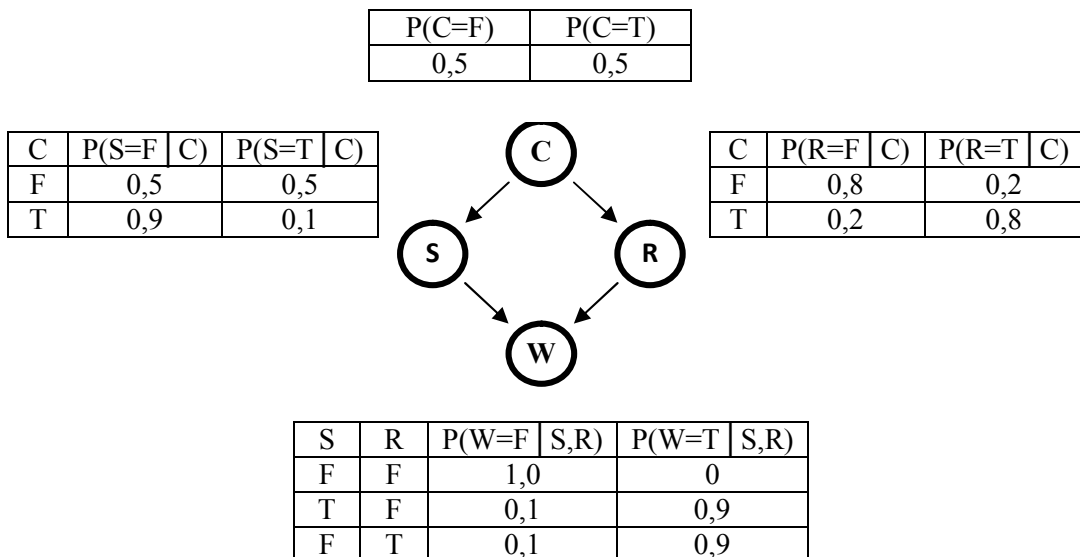 P(C=F) P(C=T)
0,5 0,5
C P(S=F | C) P(S=T | C)
F 0,5 0,5
T 0,9 0,1
C
C P(R=F | C) P(R=T | C)
F 0,8 0,2
T 0,2 0,8
S R
W
S R P(W=F | S,R) P(W=T | S,R)
F F 1,0 0
T F 0,1 0,9
F T 0,1 0,9